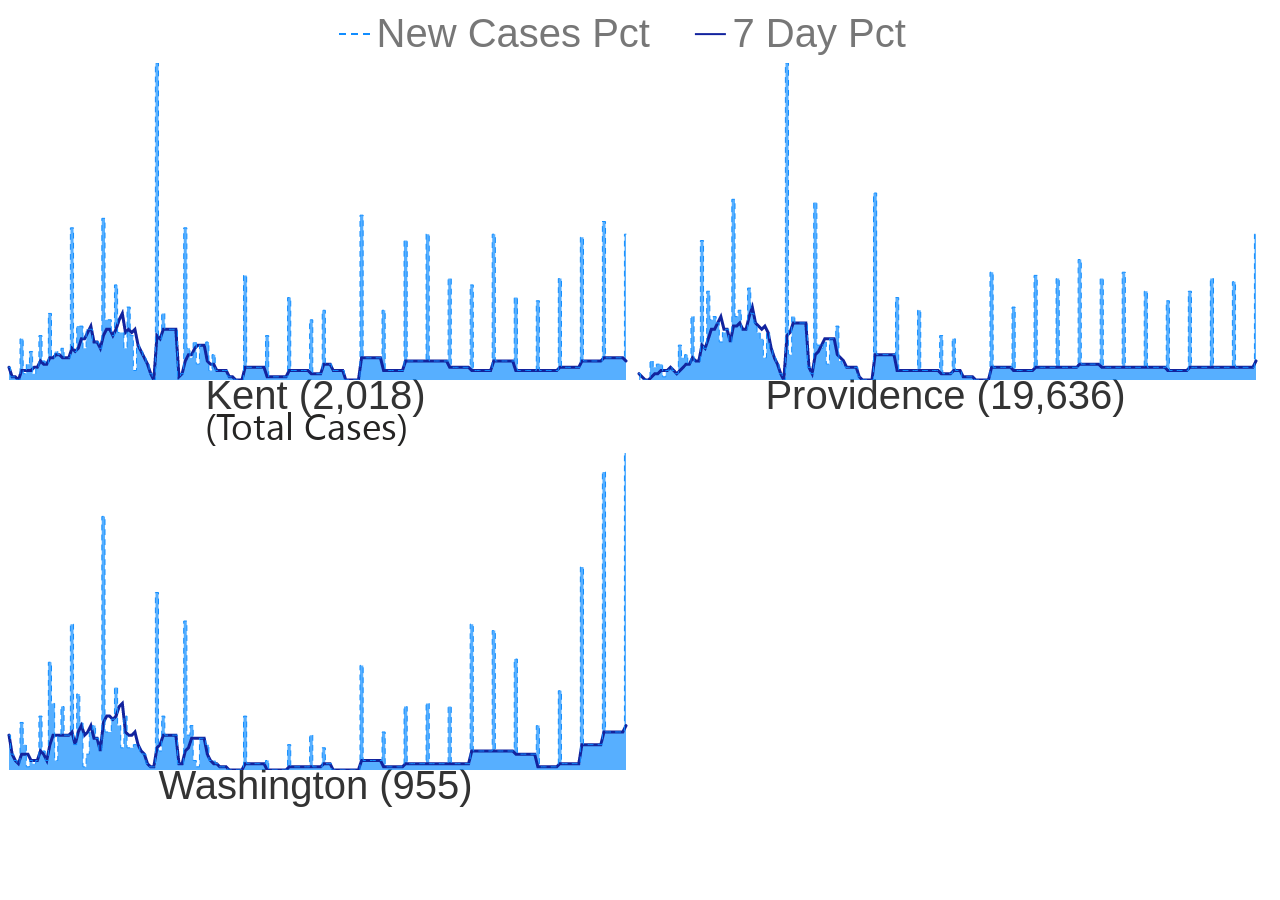 New Cases Pct 7 Day Pct
Kent (2,018)
(Total Cases)
Providence (19,636)
Washington (955)